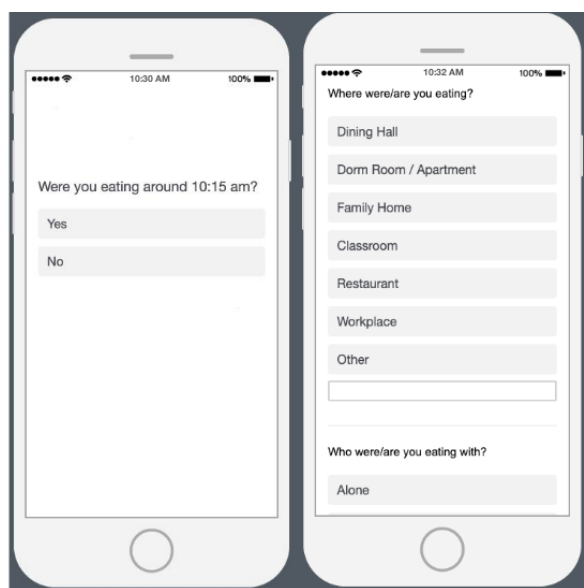 10:30 AM 100%
Were you eating around 10:15 am?
Yes
No
10:32 AM 100%
Where were/are you eating?
Dining Hall
Dorm Room / Apartment
Family Home
Classroom
Restaurant
Workplace
Other
Who were/are you eating with?
Alone